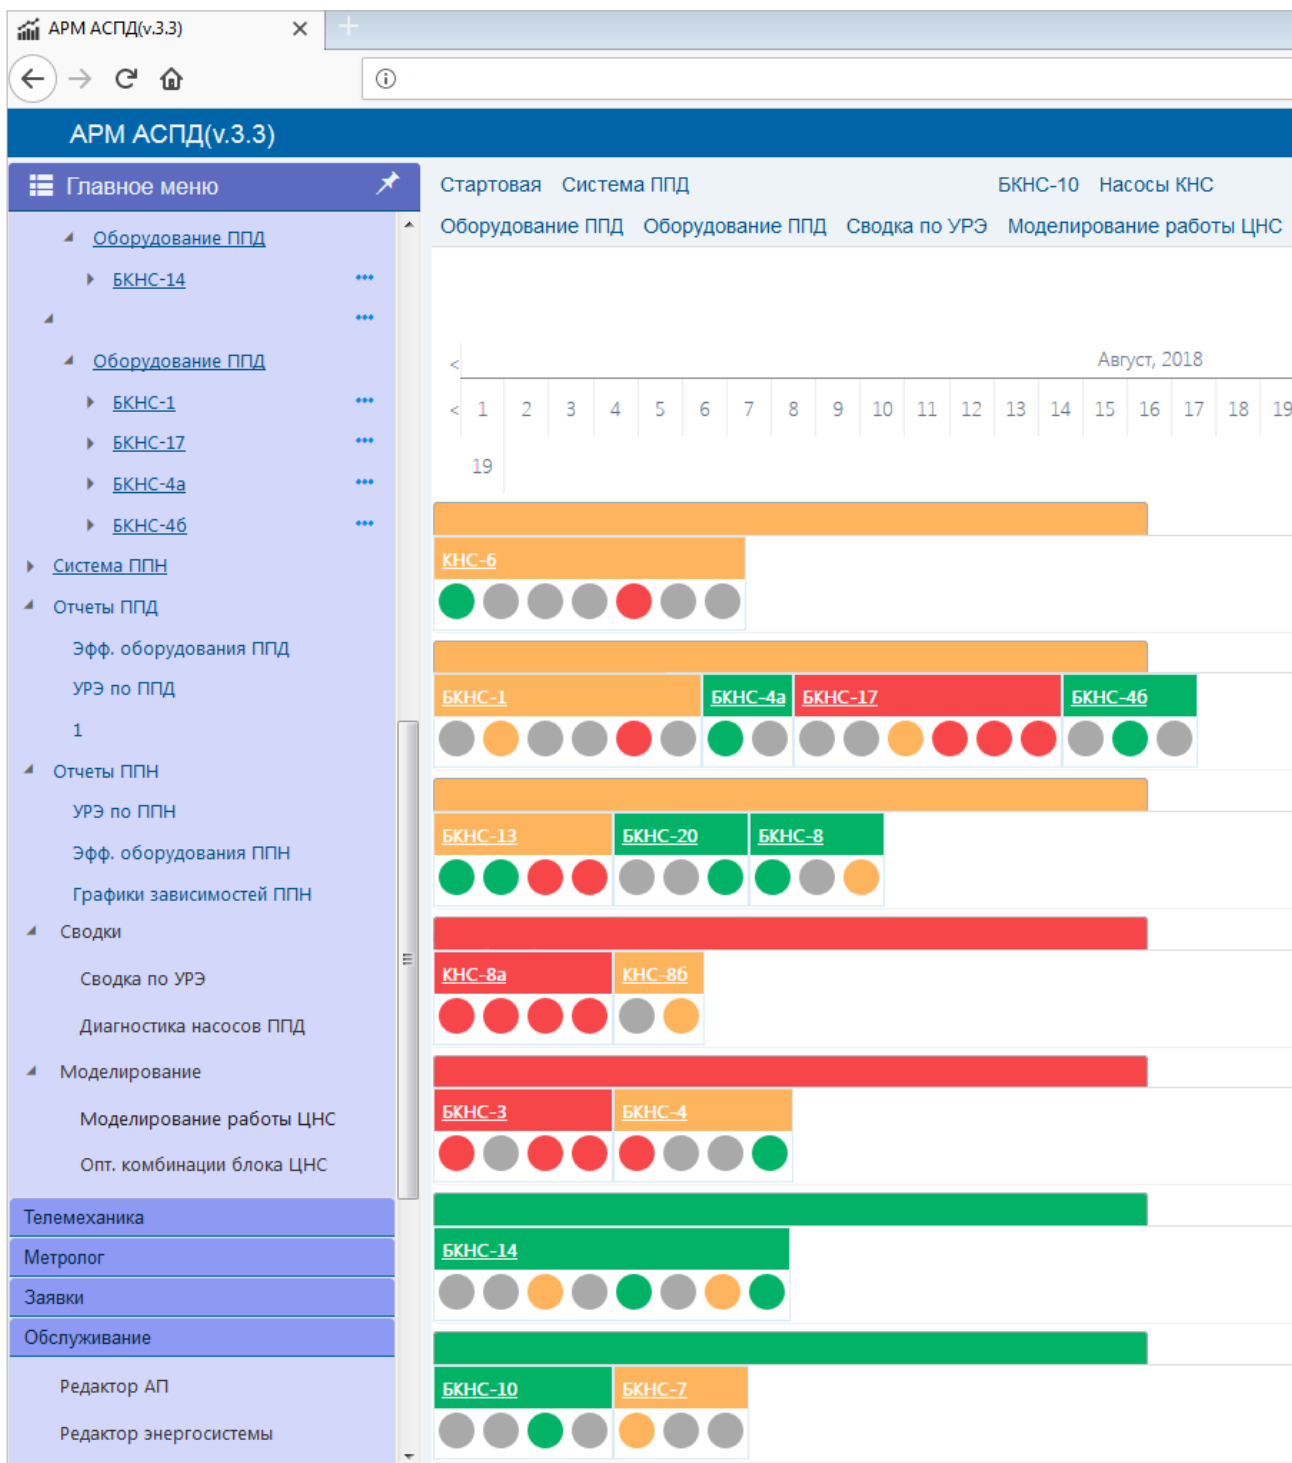 АРМ АСПД(v.3.3)
АРМ АСПД(v.3.3)
Главное меню
Оборудование ППД
БКНС-14
Оборудование ППД
БКНС-1
БКНС-17
БКНС-4а
БКНС-4б
Система ППН
Отчеты ППД
Эфф. оборудования ППД
УРЭ по ППД
1
Отчеты ППН
УРЭ по ППН
Эфф. оборудования ППН
Графики зависимостей ППН
Сводки
Сводка по УРЭ
Диагностика насосов ППД
Моделирование
Моделирование работы ЦНС
Опт. комбинации блока ЦНС
Телемеханика
Метролог
Заявки
Обслуживание
Редактор АП
Редактор энергосистемы
Стартовая Система ППД БКНС-10 Насосы КНС
Оборудование ППД Оборудование ППД Сводка по УРЭ Моделирование работы ЦНС
< Август, 2018
< 1 2 3 4 5 6 7 8 9 10 11 12 13 14 15 16 17 18 19
19
КНС-6
БКНС-1 БКНС-4а БКНС-17 БКНС-4б
БКНС-13 БКНС-20 БКНС-8
КНС-8а КНС-8б
БКНС-3 БКНС-4
БКНС-14
БКНС-10 БКНС-7